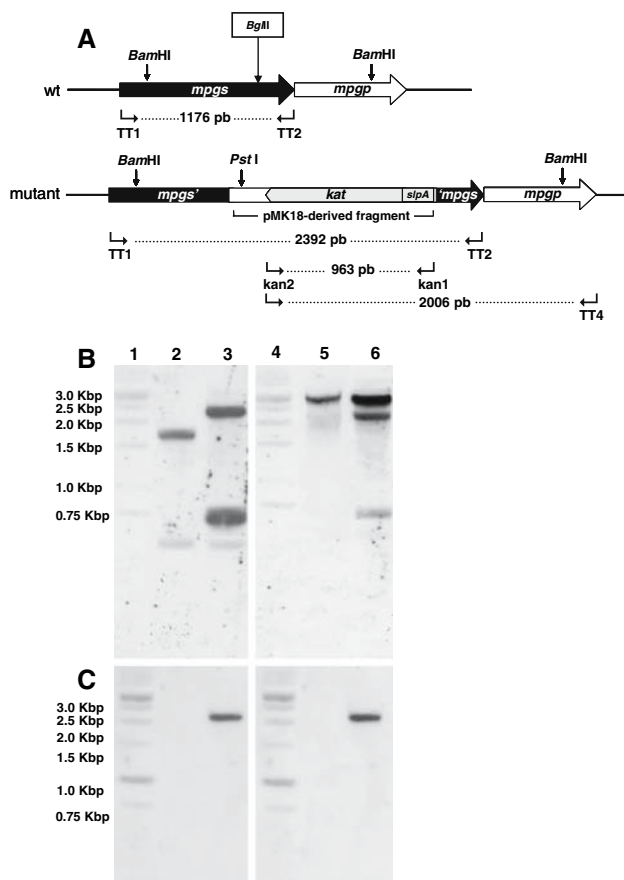 A
BglII
BamHI
BamHI
wt
mpgs
mpgp
1176 pb
TT1
TT2
BamHI
Pst I
BamHI
mutant
mpgs'
kat
slpA
'mpgs
mpgp
pMK18-derived fragment
2392 pb
TT1
TT2
963 pb
kan2
kan1
2006 pb
TT4
B
1 2 3 4 5 6
3.0 Kbp
2.5 Kbp
2.0 Kbp
1.5 Kbp
1.0 Kbp
0.75 Kbp
C
3.0 Kbp
2.5 Kbp
2.0 Kbp
1.5 Kbp
1.0 Kbp
0.75 Kbp